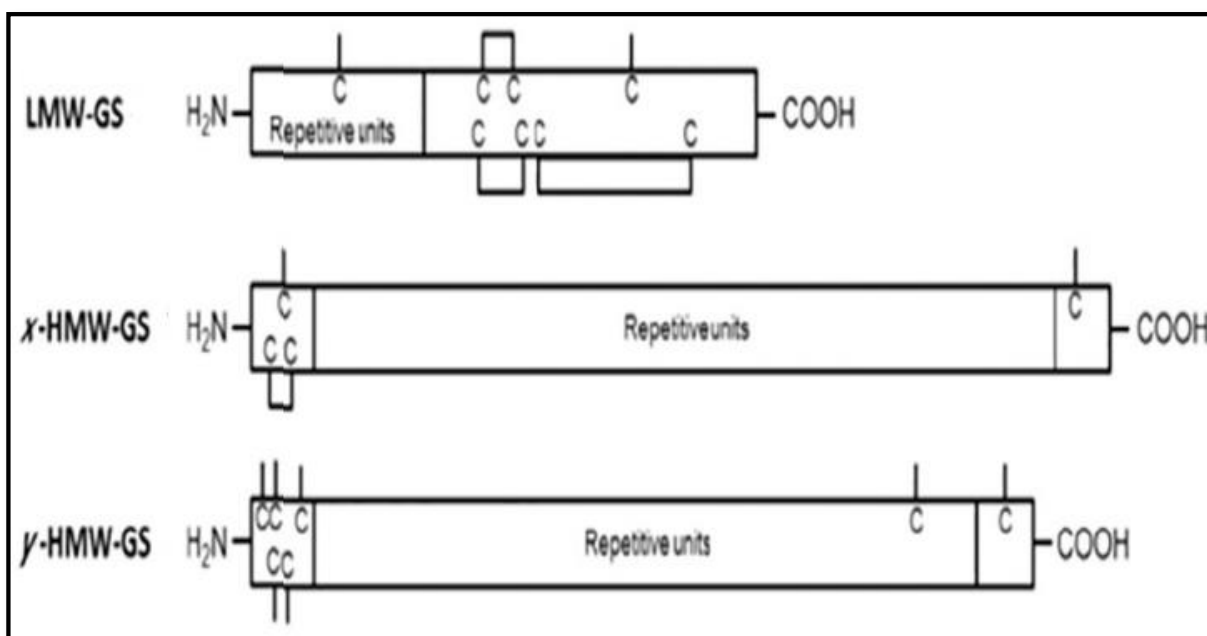 C C C C
LMW-GS H₂N Repetitive units C C C C COOH
C C
x-HMW-GS H₂N Repetitive units COOH
C C
CC C C C
y-HMW-GS H₂N Repetitive units COOH
CC